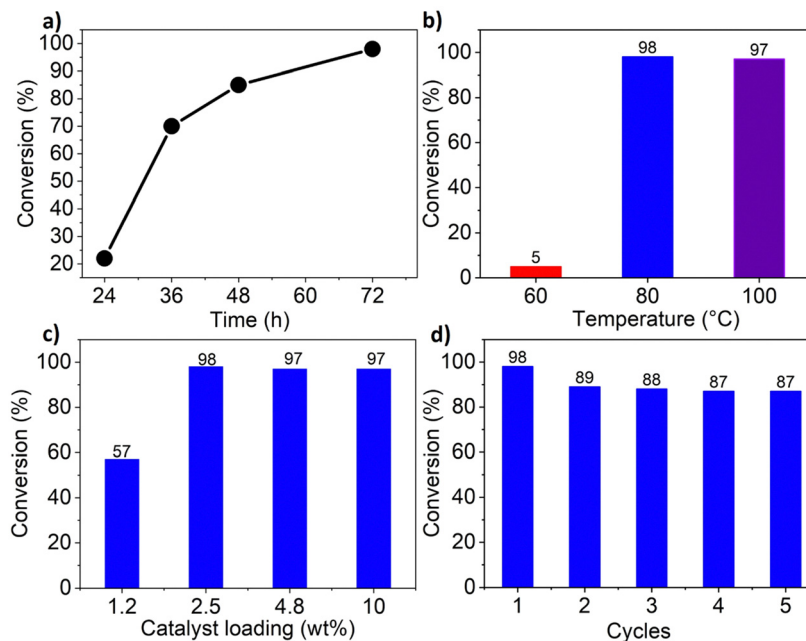 a)
100
90
80
70
60
50
40
30
20
Conversion (%)
24 36 48 60 72
Time (h)
b)
100
80
60
40
20
0
Conversion (%)
5 98 97
60 80 100
Temperature (°C)
c)
100
80
60
40
20
0
Conversion (%)
57 98 97 97
1.2 2.5 4.8 10
Catalyst loading (wt%)
d)
100
80
60
40
20
0
Conversion (%)
98 89 88 87 87
1 2 3 4 5
Cycles